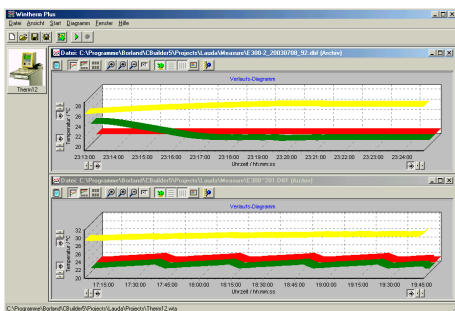 Wintherm Plus
Datei Ansicht Start Diagramm Fenster Hilfe
Therm12
Datei: C:\Programme\Borland\CBuilder5\Projects\Lauda\Measure\E300-2_20030708_92.dbf (Archiv)
Verlaufs-Diagramm
Temperatur / °C
28
26
24
22
20
23:13:00 23:14:00 23:15:00 23:16:00 23:17:00 23:18:00 23:19:00 23:20:00 23:21:00 23:22:00 23:23:00 23:24:00
Uhrzeit / hh:mm:ss
Verlaufs-Diagramm
Temperatur / °C
32
30
28
26
24
22
20
17:15:00 17:30:00 17:45:00 18:00:00 18:15:00 18:30:00 18:45:00 19:00:00 19:15:00 19:30:00 19:45:00
Uhrzeit / hh:mm:ss
C:\Programme\Borland\CBuilder5\Projects\Lauda\Projects\Therm12.wta